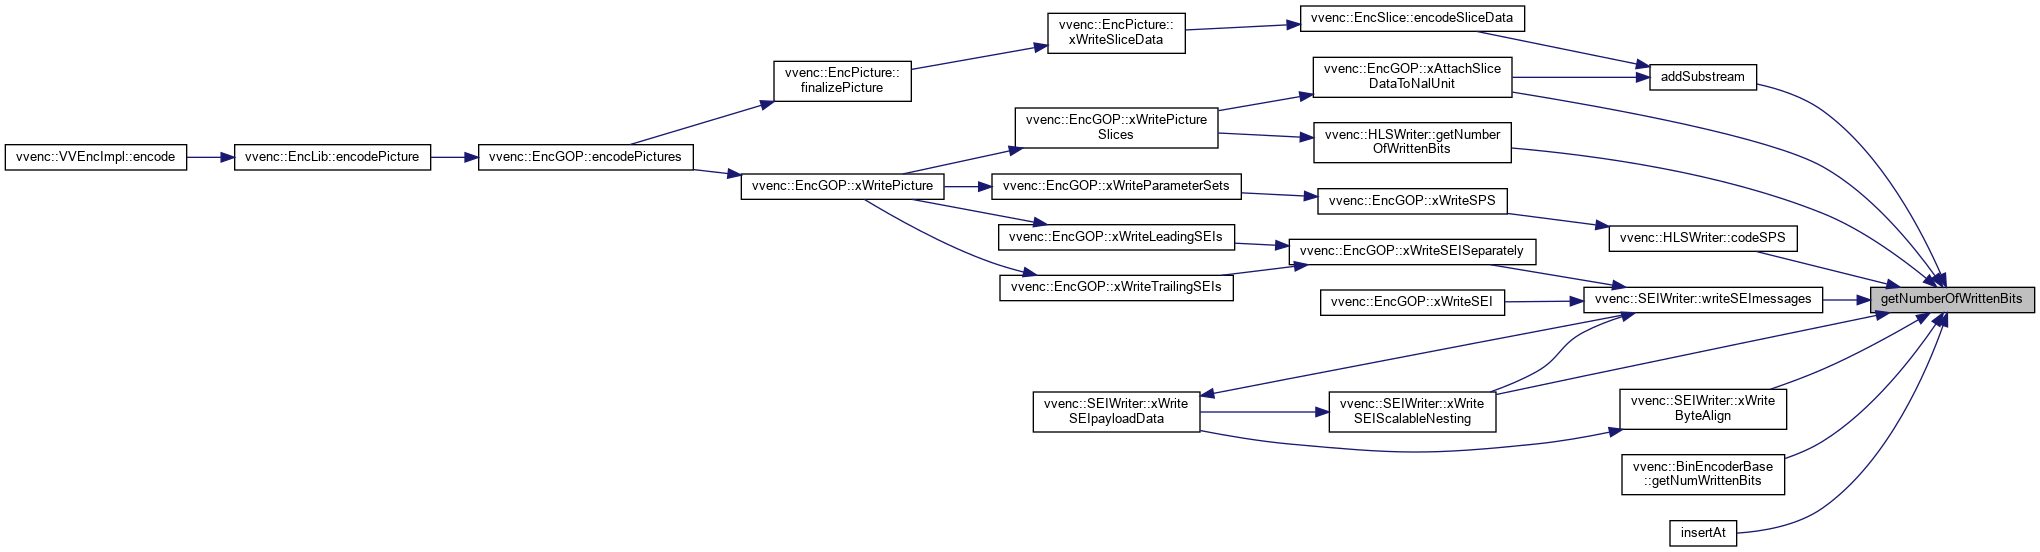 vvenc::VVEncImpl::encode
vvenc::EncLib::encodePicture
vvenc::EncGOP::encodePictures
vvenc::EncPicture::
finalizePicture
vvenc::EncGOP::xWritePicture
vvenc::EncPicture::
xWriteSliceData
vvenc::EncGOP::xWritePicture
Slices
vvenc::EncGOP::xWriteParameterSets
vvenc::EncGOP::xWriteLeadingSEIs
vvenc::EncGOP::xWriteTrailingSEIs
vvenc::SEIWriter::xWrite
SEIpayloadData
vvenc::EncSlice::encodeSliceData
vvenc::EncGOP::xAttachSlice
DataToNalUnit
vvenc::HLSWriter::getNumber
OfWrittenBits
vvenc::EncGOP::xWriteSPS
vvenc::EncGOP::xWriteSEISeparately
vvenc::EncGOP::xWriteSEI
vvenc::SEIWriter::xWrite
SEIScalableNesting
addSubstream
vvenc::HLSWriter::codeSPS
vvenc::SEIWriter::writeSEImessages
vvenc::SEIWriter::xWrite
ByteAlign
vvenc::BinEncoderBase
::getNumWrittenBits
insertAt
getNumberOfWrittenBits